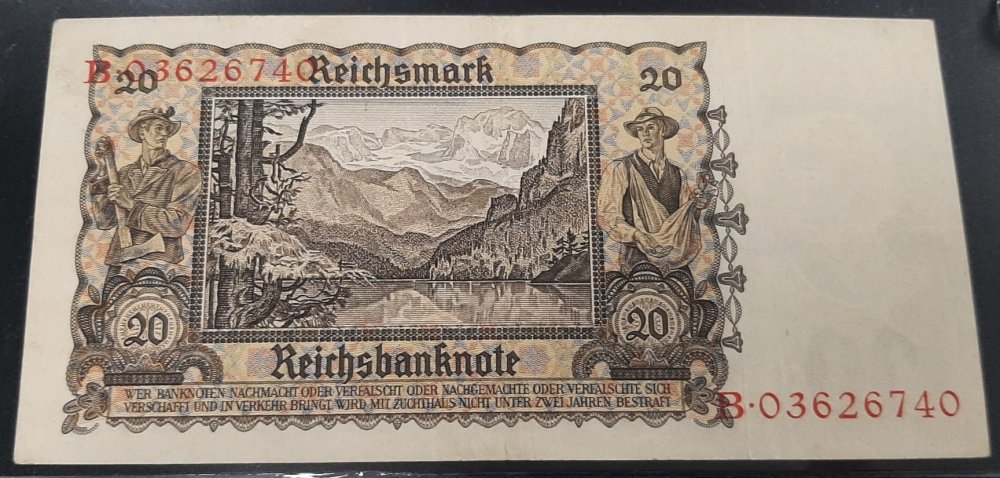 B·03626740
20 Reichsmark 20
20 20
Reichsbanknote
WER BANKNOTEN NACHMACHT ODER VERFÄLSCHT ODER NACHGEMACHTE ODER VERFÄLSCHTE SICH
VERSCHAFFT UND IN VERKEHR BRINGT, WIRD MIT ZUCHTHAUS NICHT UNTER ZWEI JAHREN BESTRAFT
B·03626740